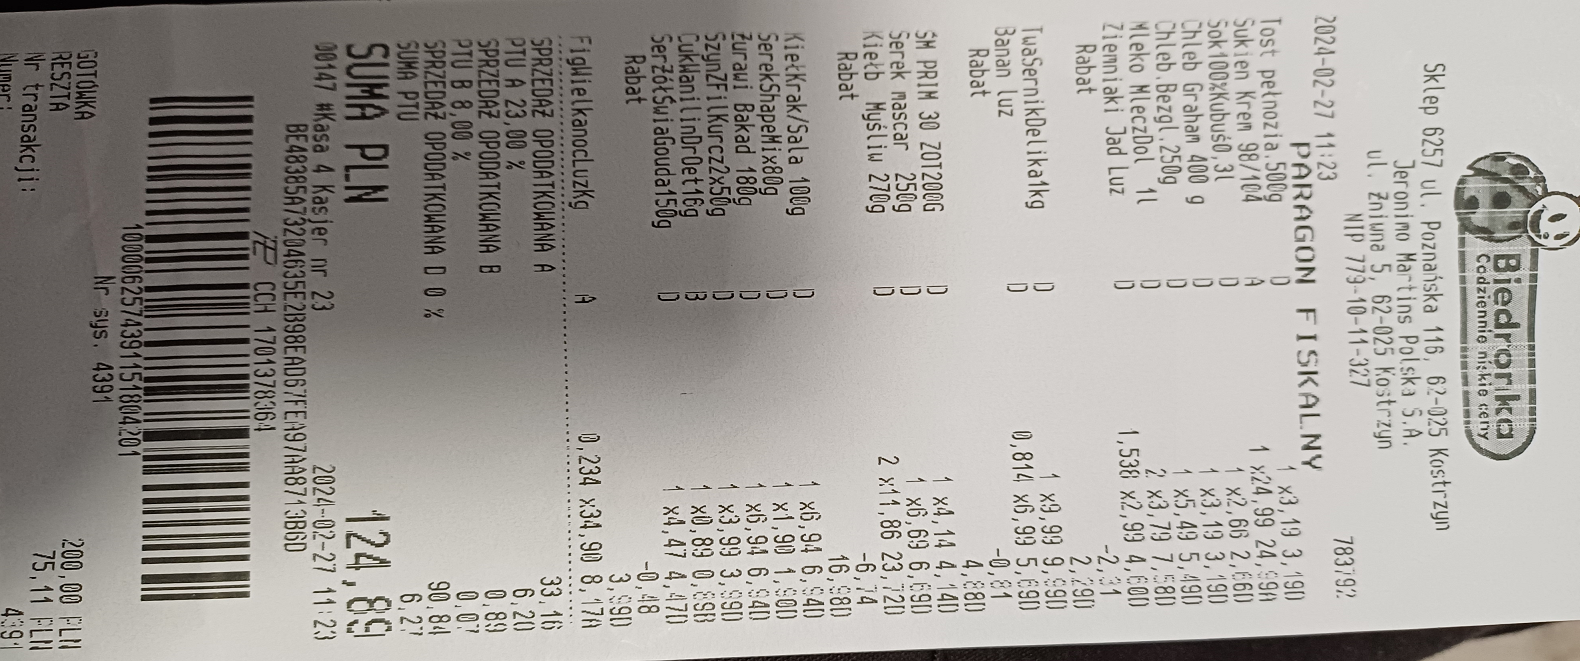 Biedronka
Codziennie niskie ceny
Sklep 6257 ul. Poznańska 116, 62-025 Kostrzyn
Jeronimo Martins Polska S.A.
ul. Żniwna 5, 62-025 Kostrzyn
NIP 779-10-11-327
2024-02-27 11:23 783792
PARAGON FISKALNY
Tost pełnozia.500g D 1 x3,19 3,19D
Sukien Krem 98/104 A 1 x24,99 24,99A
Sok100%Kubuś0,3l D 1 x2,66 2,66D
Chleb Graham 400 g D 1 x3,19 3,19D
Chleb.Bezgl.250g D 1 x5,49 5,49D
Mleko MleczDol 1l D 2 x3,79 7,58D
Ziemniaki Jad Luz D 1,538 x2,99 4,60D
Rabat -2,31
2,29D
TwaSernikDelika1kg D 1 x9,99 9,99D
Banan luz D 0,814 x6,99 5,69D
Rabat -0,81
4,88D
SM PRIM 30 ZOT200G D 1 x4,14 4,14D
Serek mascar 250g D 1 x6,69 6,69D
Kiełb Myśliw 270g D 2 x11,86 23,72D
Rabat -6,74
16,98D
KiełKrak/Sala 100g D 1 x6,94 6,94D
SerekShapeMix80g D 1 x1,90 1,90D
Żurawi Bakad 180g D 1 x6,94 6,94D
SzynZFilKurcz2x50g D 1 x3,99 3,99D
CukWanilinDrOet16g B 1 x0,89 0,89B
SerŻółŚwiaGouda150g D 1 x4,47 4,47D
Rabat -0,48
3,99D
FigWielkanocLuzKg A 0,234 x34,90 8,17A
SPRZEDAŻ OPODATKOWANA A 33,16
PTU A 23,00 % 6,20
SPRZEDAŻ OPODATKOWANA B 0,89
PTU B 8,00 % 0,07
SPRZEDAŻ OPODATKOWANA D 0 % 90,84
SUMA PTU 6,27
SUMA PLN 124,89
00147 #Kasa 4 Kasjer nr 23 2024-02-27 11:23
BE48385A73204635E2B98EAD67FEA97AA8713B6D
CCH 1701378364
1000062574391151804201
Nr sys. 4391
GOTÓWKA 200,00 PLN
RESZTA 75,11 PLN
Nr transakcji: 4391
Numer: